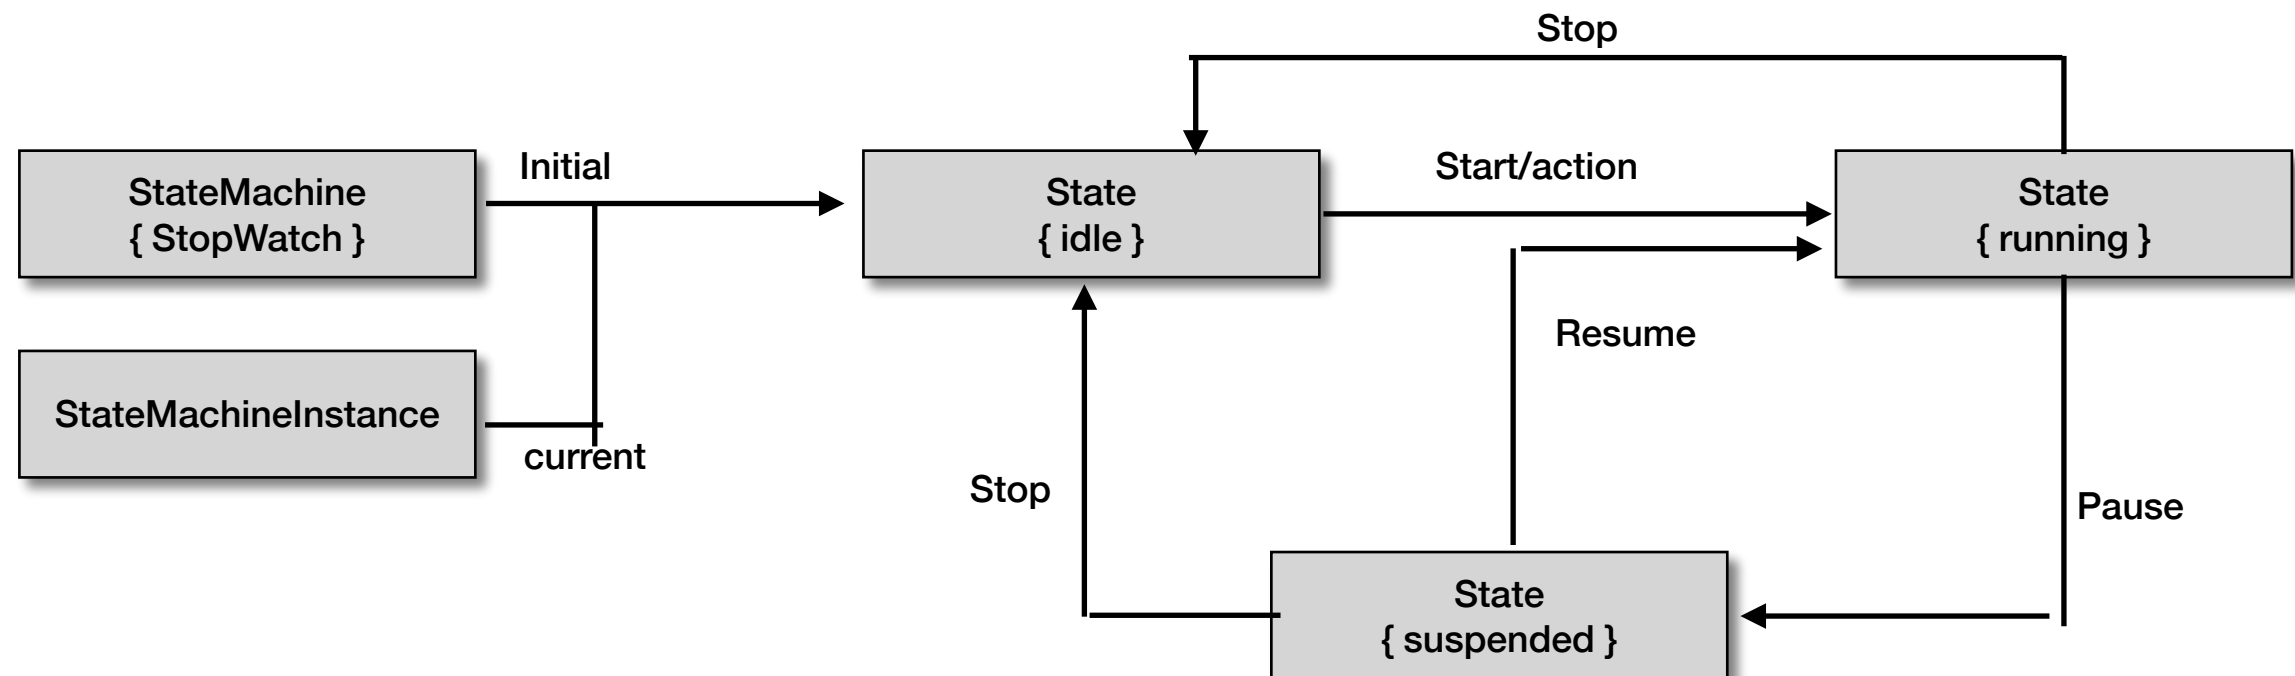 Stop
Initial
Start/action
StateMachine
{ StopWatch }
State
{ idle }
State
{ running }
Resume
StateMachineInstance
current
Stop
Pause
State
{ suspended }